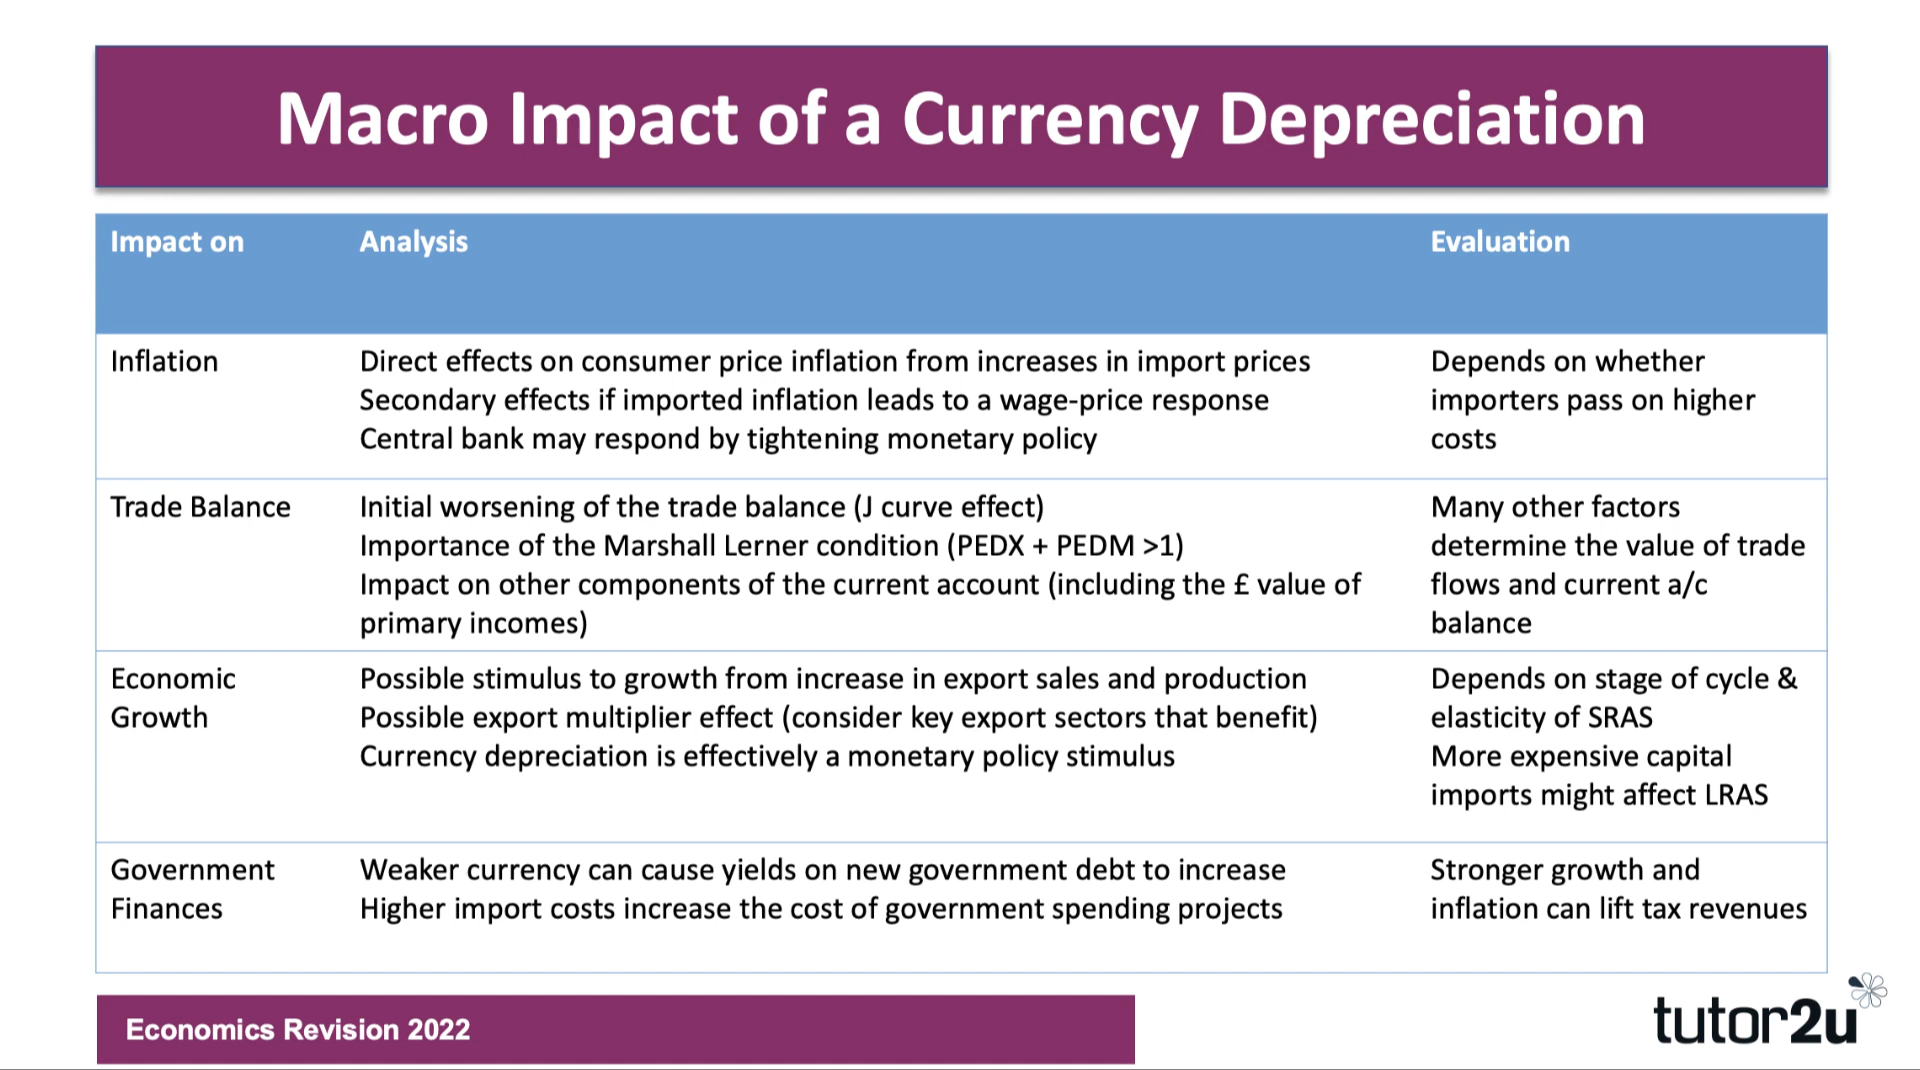 Macro Impact of a Currency Depreciation
Impact on
Analysis
Evaluation
Inflation
Direct effects on consumer price inflation from increases in import prices
Secondary effects if imported inflation leads to a wage-price response
Central bank may respond by tightening monetary policy
Depends on whether
importers pass on higher
costs
Trade Balance
Initial worsening of the trade balance (J curve effect)
Importance of the Marshall Lerner condition (PEDX + PEDM >1)
Impact on other components of the current account (including the £ value of
primary incomes)
Many other factors
determine the value of trade
flows and current a/c
balance
Economic
Growth
Possible stimulus to growth from increase in export sales and production
Possible export multiplier effect (consider key export sectors that benefit)
Currency depreciation is effectively a monetary policy stimulus
Depends on stage of cycle &
elasticity of SRAS
More expensive capital
imports might affect LRAS
Government
Finances
Weaker currency can cause yields on new government debt to increase
Higher import costs increase the cost of government spending projects
Stronger growth and
inflation can lift tax revenues
Economics Revision 2022
tutor2u